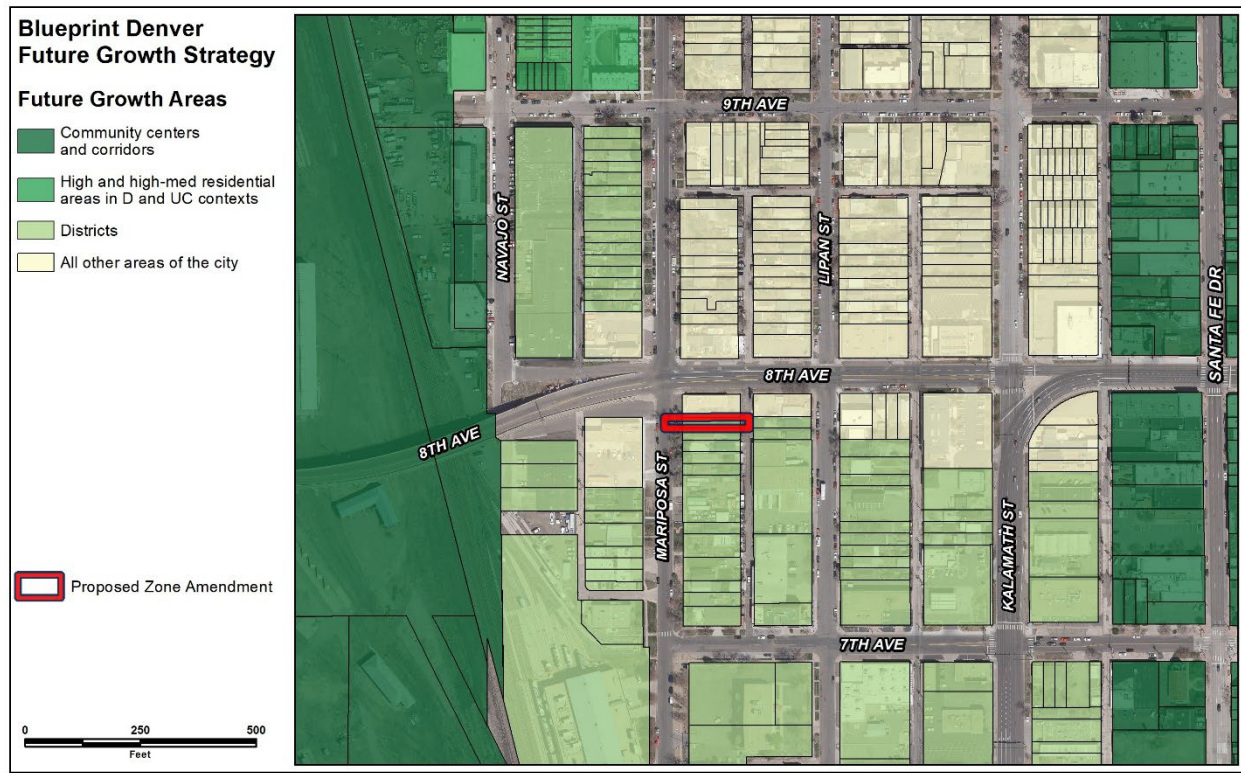 Blueprint Denver
Future Growth Strategy
Future Growth Areas
Community centers
and corridors
High and high-med residential
areas in D and UC contexts
Districts
All other areas of the city
Proposed Zone Amendment
0 250 500
Feet
9TH AVE
NAVAJO ST
LIPAN ST
SANTA FE DR
8TH AVE
8TH AVE
MARIPOSA ST
KALAMATH ST
7TH AVE